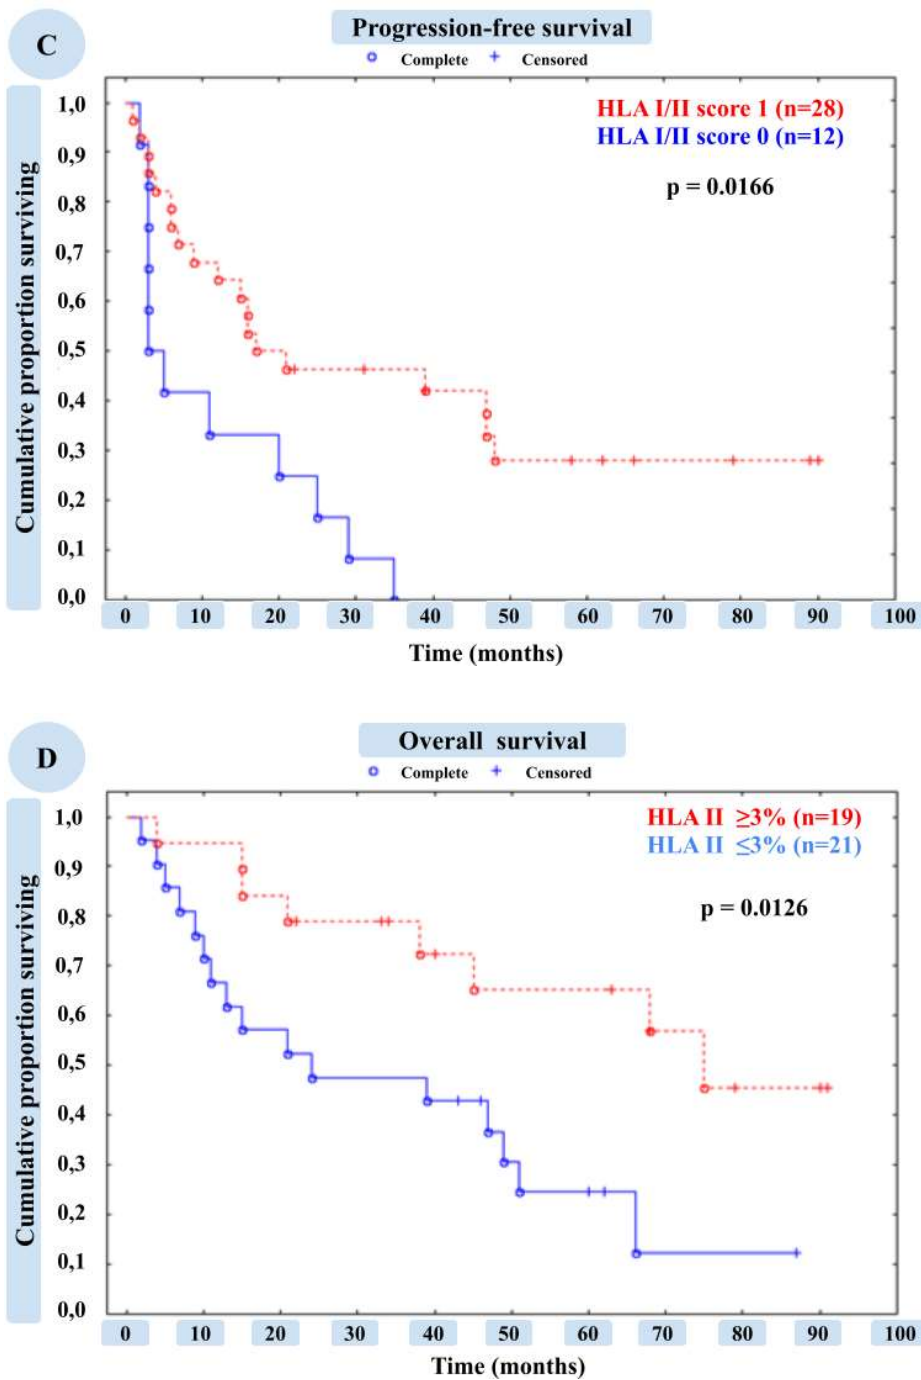 C
Progression-free survival
Complete Censored
Cumulative proportion surviving
1,0
0,9
0,8
0,7
0,6
0,5
0,4
0,3
0,2
0,1
0,0
HLA I/II score 1 (n=28)
HLA I/II score 0 (n=12)
p = 0.0166
0 10 20 30 40 50 60 70 80 90 100
Time (months)
D
Overall survival
Complete Censored
Cumulative proportion surviving
1,0
0,9
0,8
0,7
0,6
0,5
0,4
0,3
0,2
0,1
0,0
HLA II ≥3% (n=19)
HLA II ≤3% (n=21)
p = 0.0126
0 10 20 30 40 50 60 70 80 90 100
Time (months)